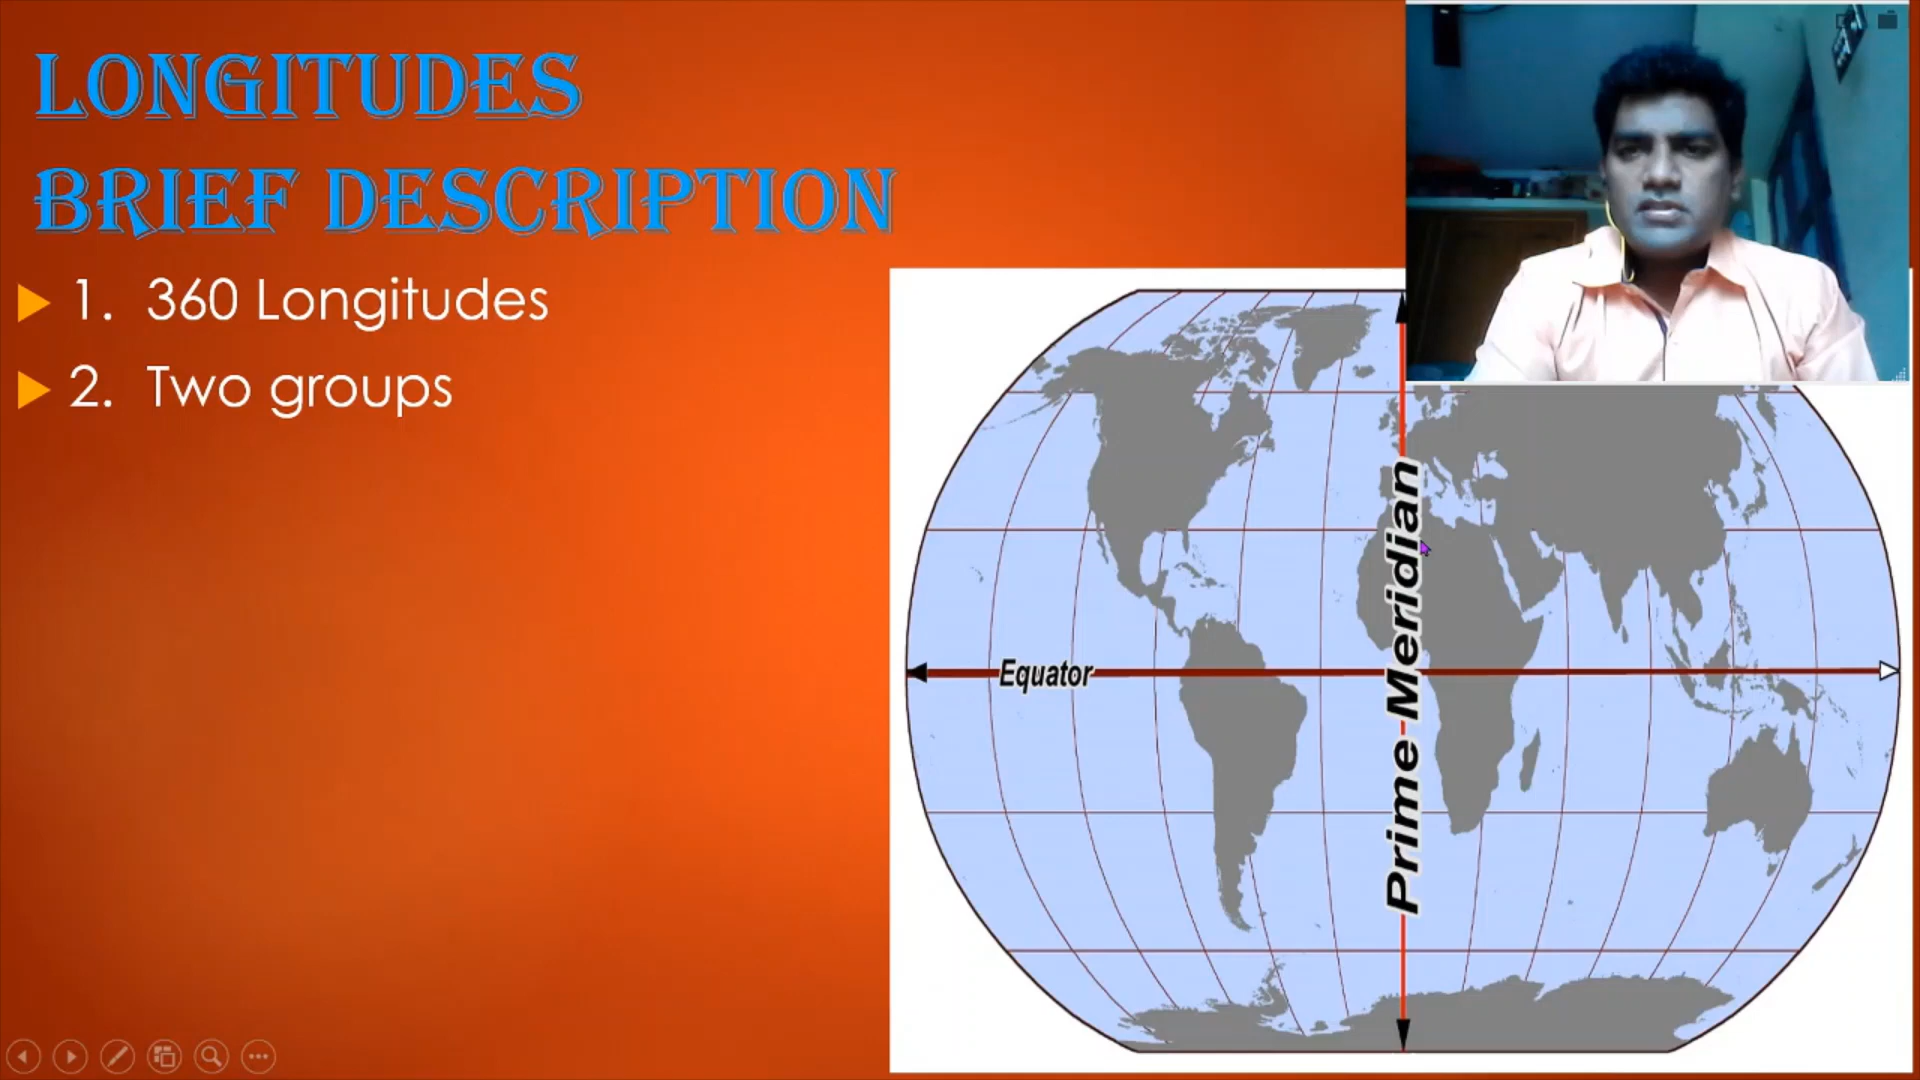 LONGITUDES
BRIEF DESCRIPTION
1. 360 Longitudes
2. Two groups
Equator
Prime Meridian